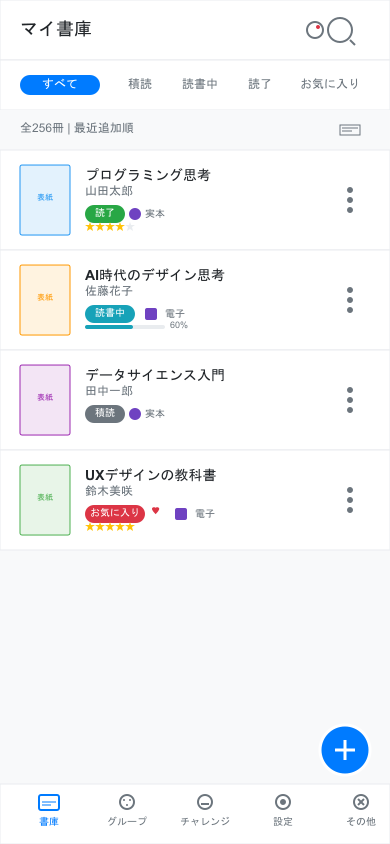 マイ書庫
すべて 積読 読書中 読了 お気に入り
全256冊 | 最近追加順
表紙
プログラミング思考
山田太郎
読了 実本
★★★★★
表紙
AI時代のデザイン思考
佐藤花子
読書中 電子
60%
表紙
データサイエンス入門
田中一郎
積読 実本
表紙
UXデザインの教科書
鈴木美咲
お気に入り ♥ 電子
★★★★★
書庫 グループ チャレンジ 設定 その他